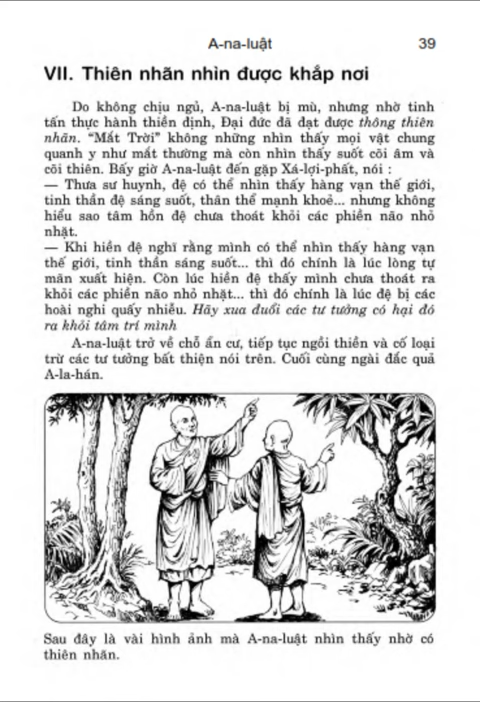 A-na-luật 39
VII. Thiên nhãn nhìn được khắp nơi
Do không chịu ngủ, A-na-luật bị mù, nhưng nhờ tinh
tấn thực hành thiền định, Đại đức đã đạt được thông thiên
nhãn. “Mắt Trời” không những nhìn thấy mọi vật chung
quanh y như mắt thường mà còn nhìn thấy suốt cõi âm và
cõi thiên. Bấy giờ A-na-luật đến gặp Xá-lợi-phất, nói :
— Thưa sư huynh, đệ có thể nhìn thấy hàng vạn thế giới,
tinh thần đệ sáng suốt, thân thể mạnh khoẻ... nhưng không
hiểu sao tâm hồn đệ chưa thoát khỏi các phiền não nhỏ
nhặt.
— Khi hiền đệ nghĩ rằng mình có thể nhìn thấy hàng vạn
thế giới, tinh thần sáng suốt... thì đó chính là lúc lòng tự
mãn xuất hiện. Còn lúc hiền đệ thấy mình chưa thoát ra
khỏi các phiền não nhỏ nhặt... thì đó chính là lúc đệ bị các
hoài nghi quấy nhiễu. Hãy xua đuổi các tư tưởng có hại đó
ra khỏi tâm trí mình
A-na-luật trở về chỗ ẩn cư, tiếp tục ngồi thiền và cố loại
trừ các tư tưởng bất thiện nói trên. Cuối cùng ngài đắc quả
A-la-hán.
Sau đây là vài hình ảnh mà A-na-luật nhìn thấy nhờ có
thiên nhãn.